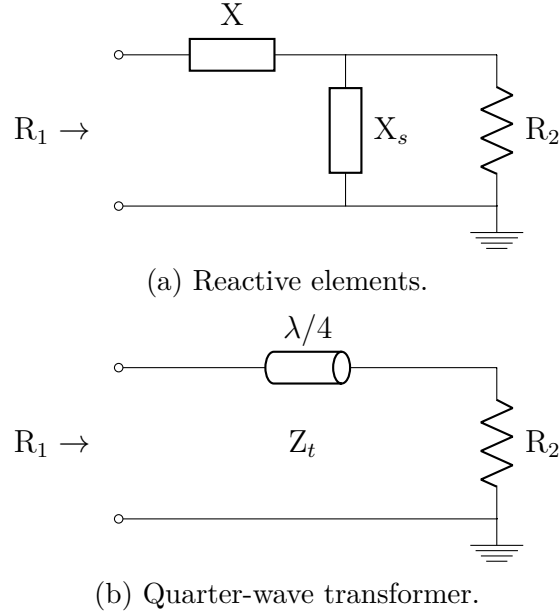 X
R₁ → Xₛ R₂
(a) Reactive elements.
λ/4
R₁ → Zₜ R₂
(b) Quarter-wave transformer.